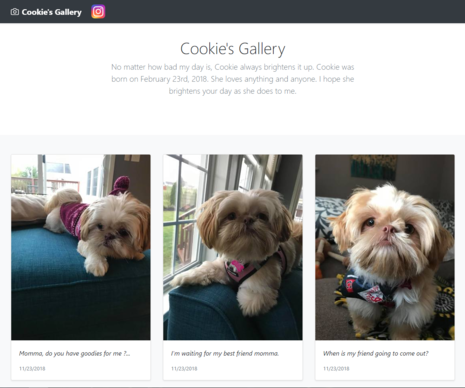 Cookie's Gallery
Cookie's Gallery
No matter how bad my day is, Cookie always brightens it up. Cookie was
born on February 23rd, 2018. She loves anything and anyone. I hope she
brightens your day as she does to me.
Momma, do you have goodies for me ?...
I'm waiting for my best friend momma.
When is my friend going to come out?
11/23/2018
11/23/2018
11/23/2018